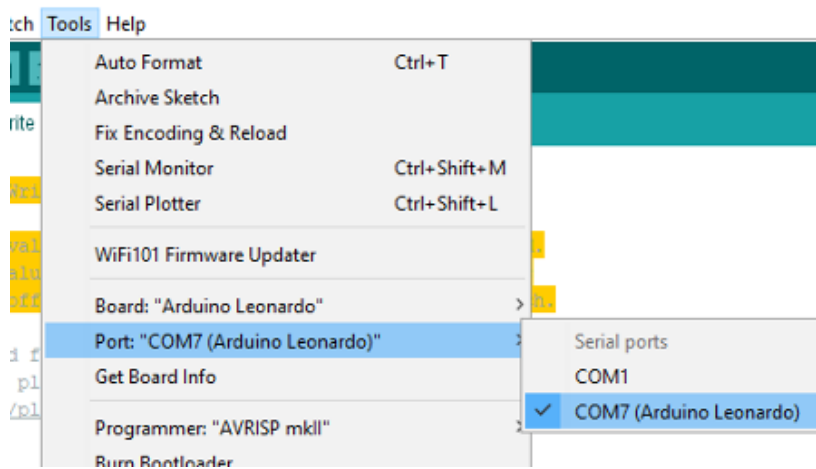 Tools Help
Auto Format Ctrl+T
Archive Sketch
Fix Encoding & Reload
Serial Monitor Ctrl+Shift+M
Serial Plotter Ctrl+Shift+L
WiFi101 Firmware Updater
Board: "Arduino Leonardo"
Port: "COM7 (Arduino Leonardo)"
Serial ports
Get Board Info
COM1
COM7 (Arduino Leonardo)
Programmer: "AVRISP mkII"
Burn Bootloader